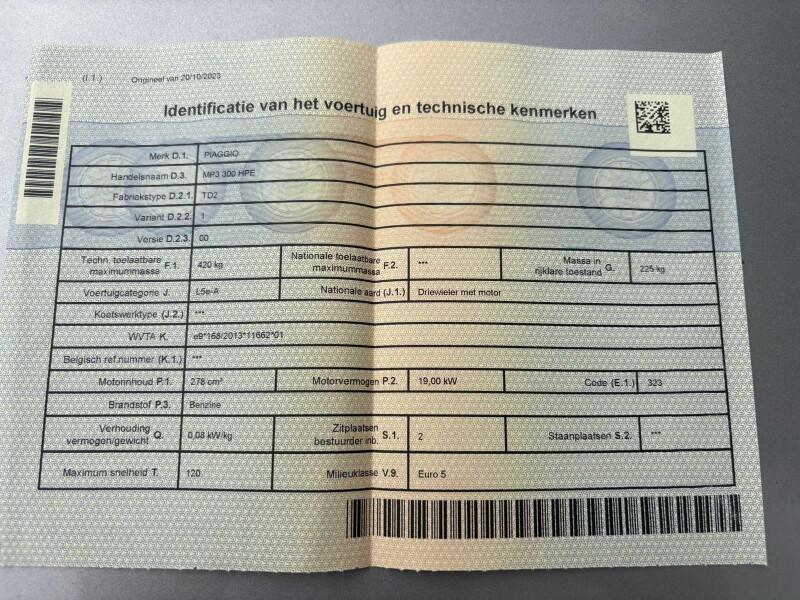 (I.1.) Origineel van 20/10/2023
Identificatie van het voertuig en technische kenmerken
Merk D.1. PIAGGIO
Handelsnaam D.3. MP3 300 HPE
Fabriekstype D.2.1. TD2
Variant D.2.2. 1
Versie D.2.3. 00
Techn. toelaatbare maximummassa F.1. 420 kg Nationale toelaatbare maximummassa F.2. *** Massa in rijklare toestand G. 225 kg
Voertuigcategorie J. L5e-A Nationale aard (J.1.) Driewieler met motor
Koetswerktype (J.2.) ***
WVTA K. e9*168/2013*11662*01
Belgisch ref.nummer (K.1.) ***
Motorinhoud P.1. 278 cm³ Motorvermogen P.2. 19,00 kW Code (E.1.) 323
Brandstof P.3. Benzine
Verhouding vermogen/gewicht Q. 0,08 kW/kg Zitplaatsen bestuurder inb. S.1. 2 Staanplaatsen S.2. ***
Maximum snelheid T. 120 Milieuklasse V.9. Euro 5